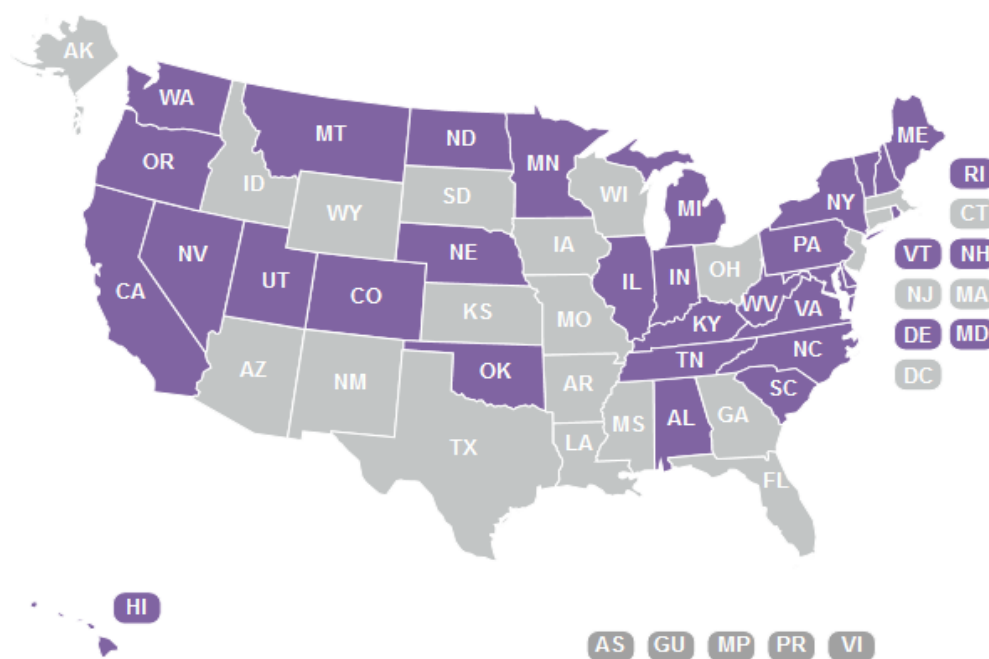 AK
WA
MT
ND
MN
ME
OR
ID
SD
WI
MI
NY
RI
WY
CT
IA
PA
NV
NE
IL
IN
OH
VT
NH
UT
CO
CA
KS
MO
WV
VA
NJ
MA
KY
DE
MD
AZ
NM
OK
TN
NC
AR
SC
DC
TX
LA
MS
AL
GA
FL
HI
AS GU MP PR VI